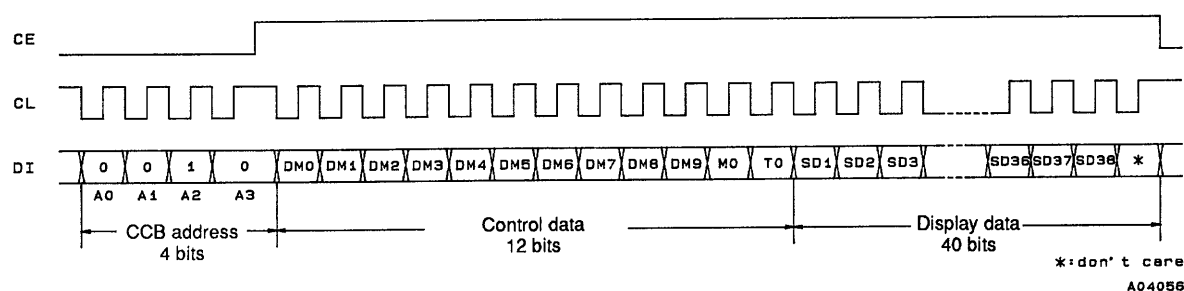 CE
CL
DI 0 0 1 0 DM0 DM1 DM2 DM3 DM4 DM5 DM6 DM7 DM8 DM9 M0 T0 SD1 SD2 SD3 SD36 SD37 SD38 *
A0 A1 A2 A3
CCB address Control data Display data
4 bits 12 bits 40 bits
*:don't care
A04056